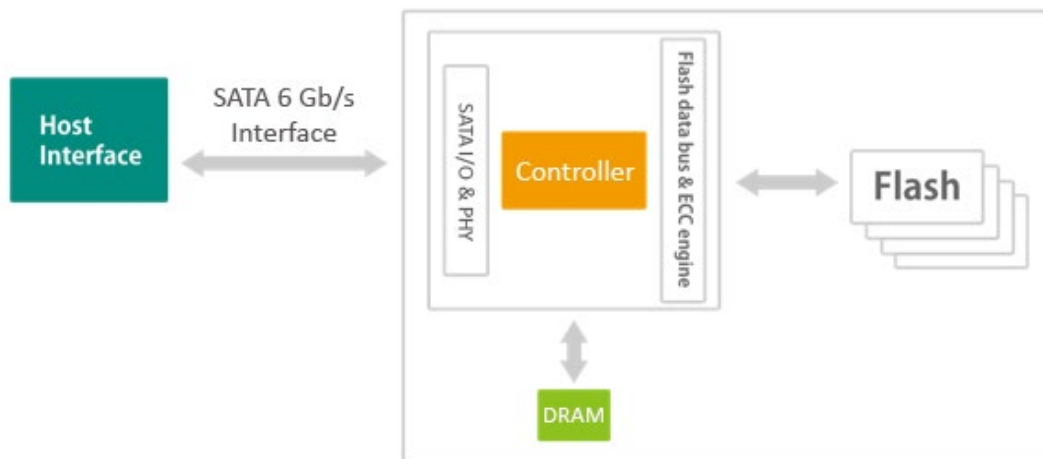 Host
Interface
SATA 6 Gb/s
Interface
SATA I/O & PHY
Controller
Flash data bus & ECC engine
Flash
DRAM